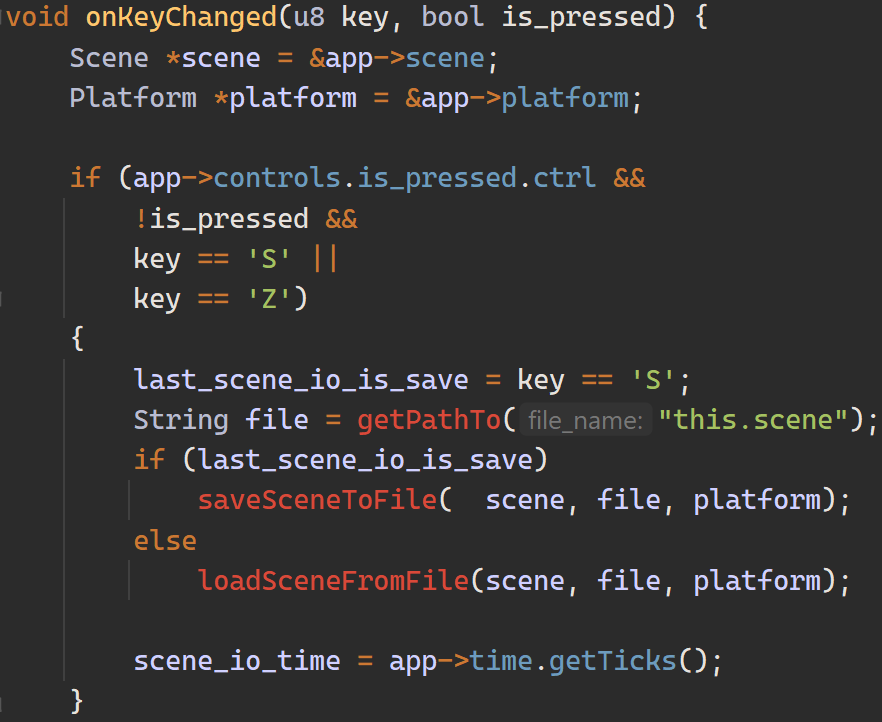 void onKeyChanged(u8 key, bool is_pressed) {
    Scene *scene = &app->scene;
    Platform *platform = &app->platform;

    if (app->controls.is_pressed.ctrl &&
        !is_pressed &&
        key == 'S' ||
        key == 'Z')
    {
        last_scene_io_is_save = key == 'S';
        String file = getPathTo( file_name: "this.scene");
        if (last_scene_io_is_save)
            saveSceneToFile(  scene, file, platform);
        else
            loadSceneFromFile(scene, file, platform);

        scene_io_time = app->time.getTicks();
    }